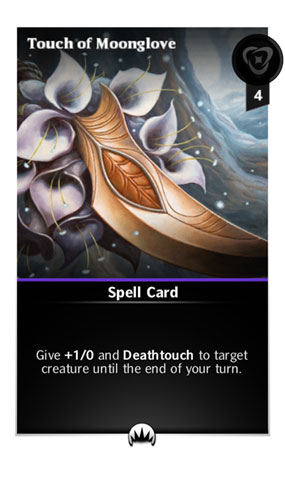 Touch of Moonglove
4
Spell Card
Give +1/0 and Deathtouch to target
creature until the end of your turn.